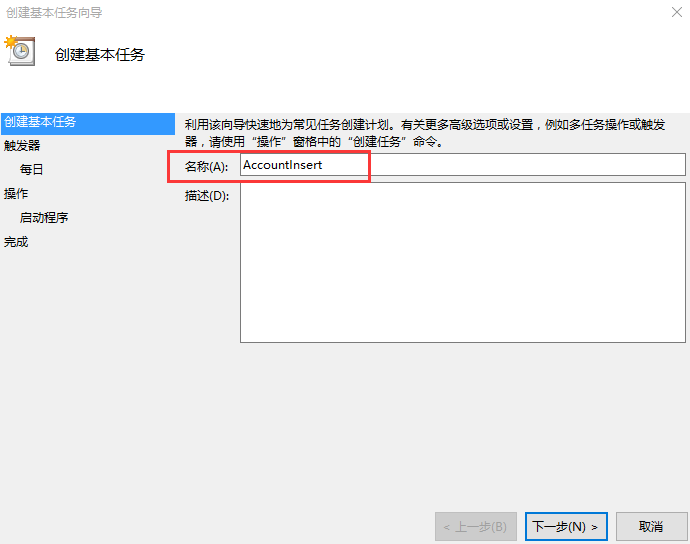 创建基本任务向导
创建基本任务
创建基本任务
触发器
每日
操作
启动程序
完成
利用该向导快速地为常见任务创建计划。有关更多高级选项或设置，例如多任务操作或触发
器，请使用“操作”窗格中的“创建任务”命令。
名称(A): AccountInsert
描述(D):
< 上一步(B) 下一步(N) > 取消